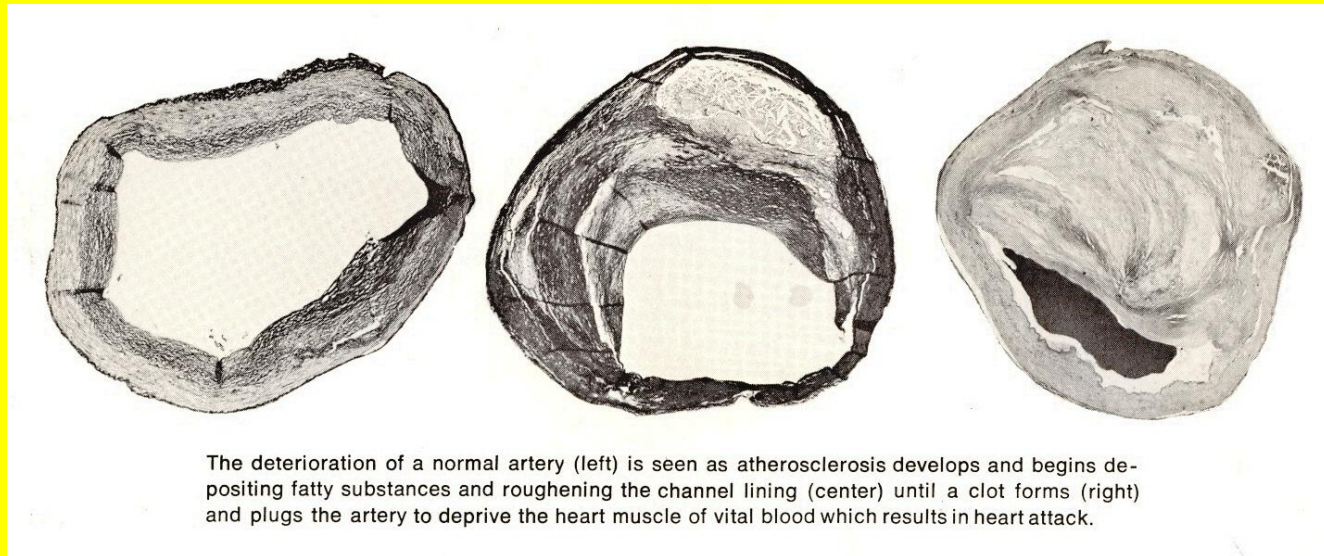 The deterioration of a normal artery (left) is seen as atherosclerosis develops and begins de-
positing fatty substances and roughening the channel lining (center) until a clot forms (right)
and plugs the artery to deprive the heart muscle of vital blood which results in heart attack.